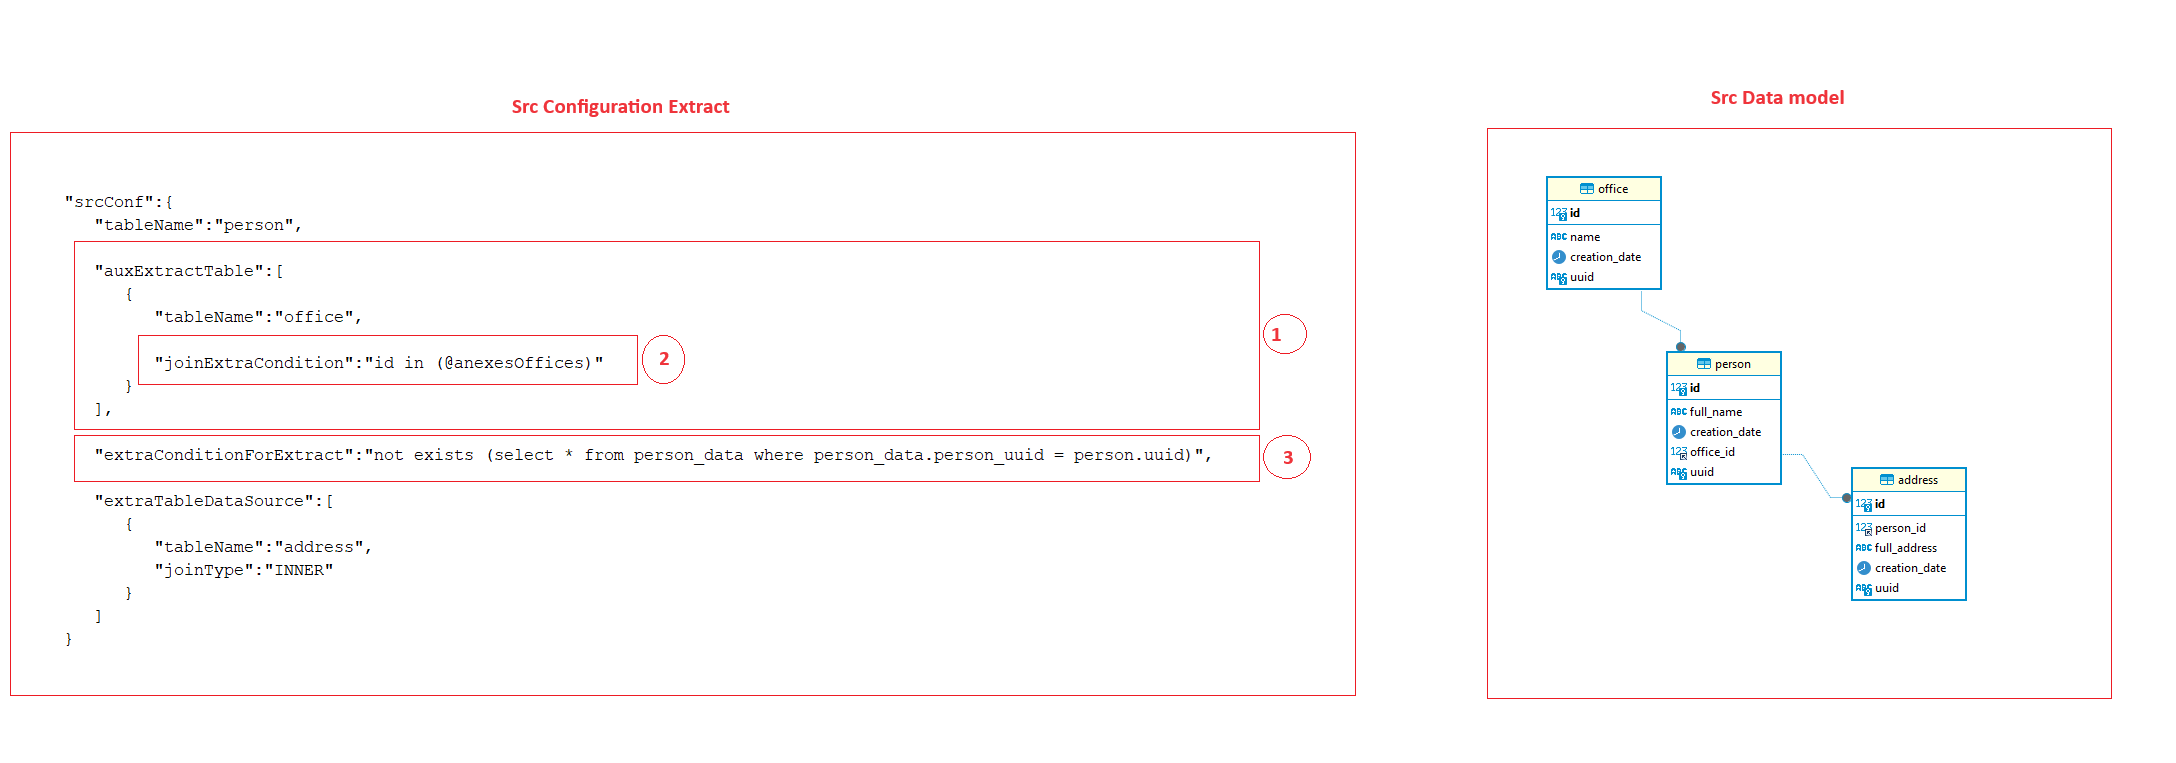 Src Configuration Extract
"srcConf":{
"tableName":"person",
"auxExtractTable":[
{
"tableName":"office",
"joinExtraCondition":"id in (@anexesOffices)"
}
],
1
2
"extraConditionForExtract":"not exists (select * from person_data where person_data.person_uuid = person.uuid)",
3
"extraTableDataSource":[
{
"tableName":"address",
"joinType":"INNER"
}
]
}
Src Data model
office
123 id
ABC name
creation_date
ABC uuid
person
123 id
ABC full_name
creation_date
123 office_id
ABC uuid
address
123 id
123 person_id
ABC full_address
creation_date
ABC uuid